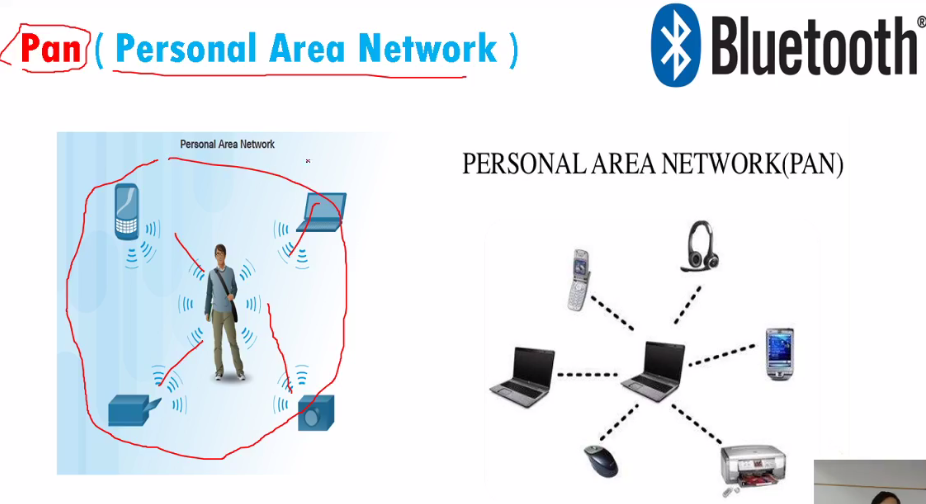 Pan ( Personal Area Network )
Bluetooth®
Personal Area Network
PERSONAL AREA NETWORK(PAN)